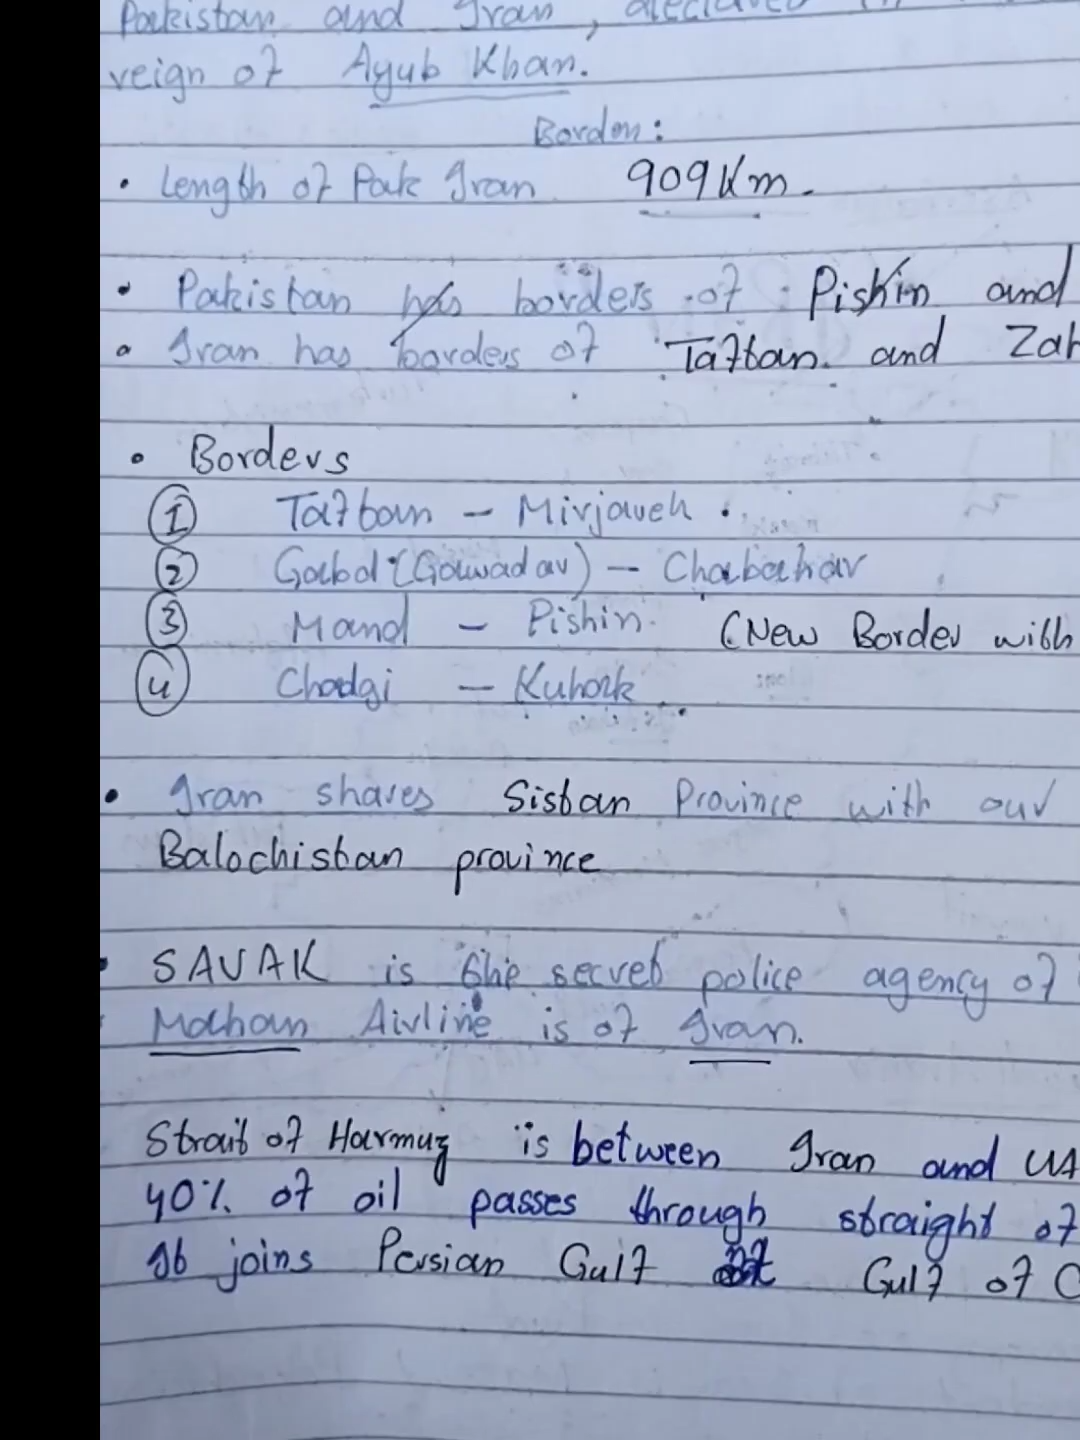 Pakistan and Iran, declared in
reign of Ayub Khan.
Border:
• Length of Pak Iran 909 Km.
• Pakistan has borders of Pishin and
• Iran has borders of Taftan and Zah
• Borders
① Taftan – Mirjaveh.
② Gabd (Gawadar) – Chabahar
③ Mand – Pishin (New Border with
④ Chadgi – Kuhak
• Iran shares Sistan Province with our
Balochistan province
• SAVAK is the secret police agency of
Mahan Airline is of Iran.
Strait of Harmuz is between Iran and UA
40% of oil passes through straight of
It joins Persian Gulf Gulf of O